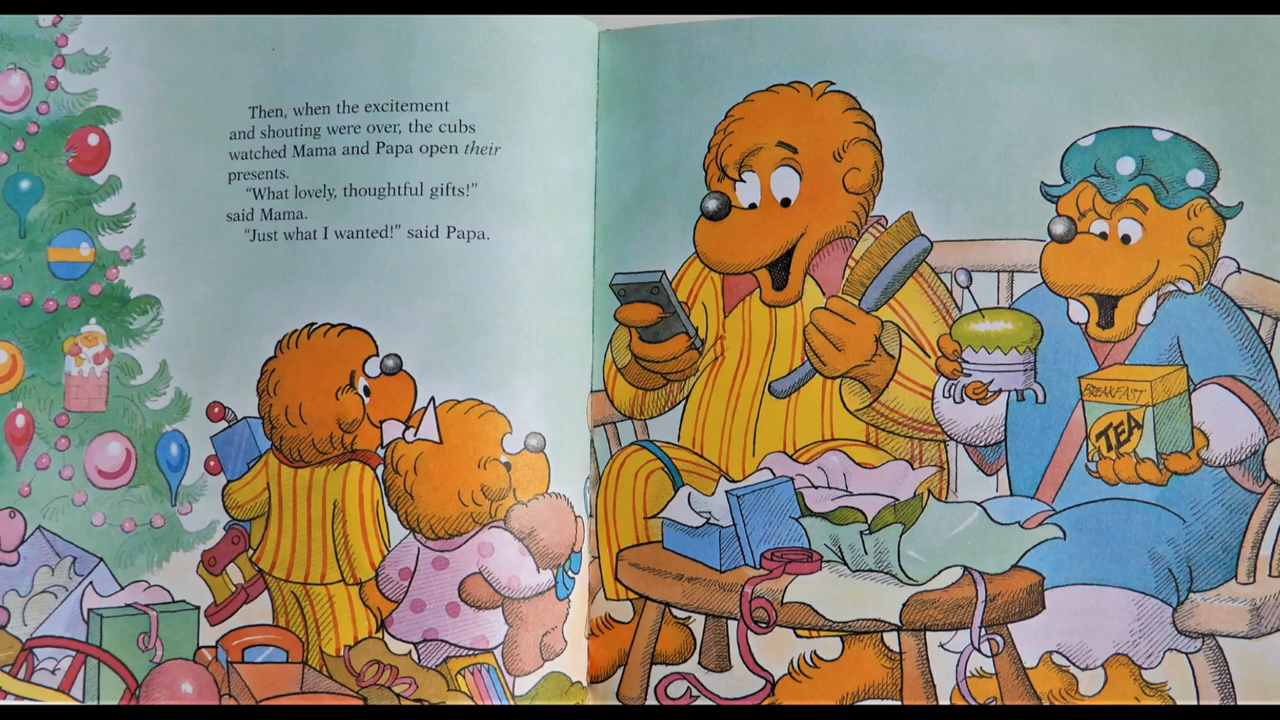 Then, when the excitement
and shouting were over, the cubs
watched Mama and Papa open their
presents.
“What lovely, thoughtful gifts!”
said Mama.
“Just what I wanted!” said Papa.
BREAKFAST
TEA